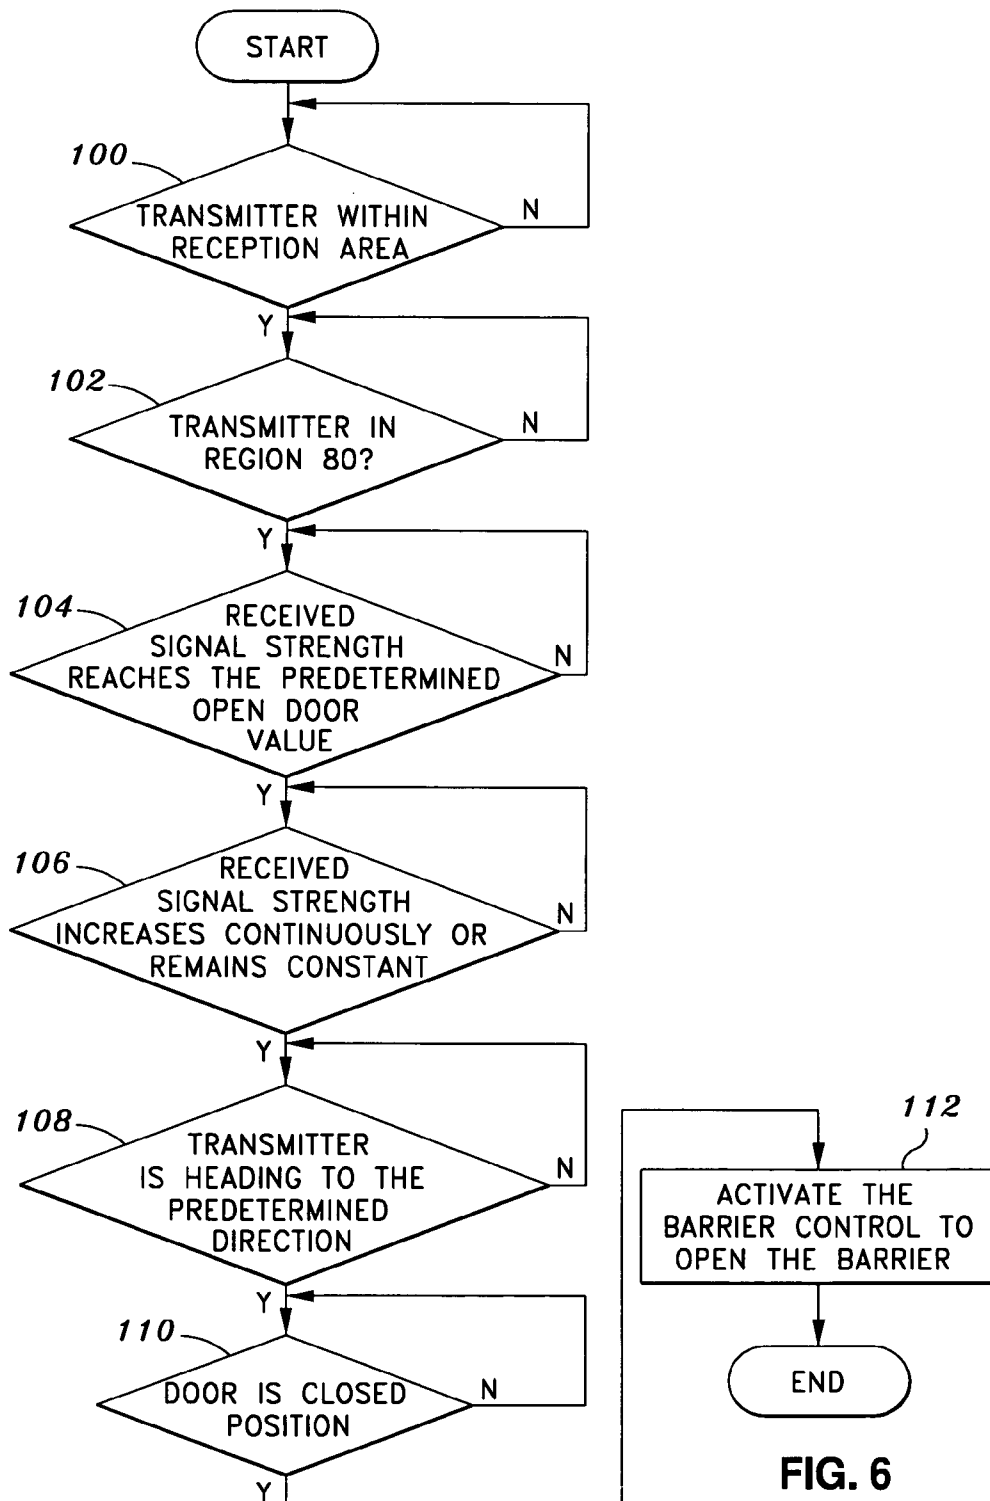 START
100
TRANSMITTER WITHIN
RECEPTION AREA
N
Y
102
TRANSMITTER IN
REGION 80?
N
Y
104
RECEIVED
SIGNAL STRENGTH
REACHES THE PREDETERMINED
OPEN DOOR
VALUE
N
Y
106
RECEIVED
SIGNAL STRENGTH
INCREASES CONTINUOUSLY OR
REMAINS CONSTANT
N
Y
108
TRANSMITTER
IS HEADING TO THE
PREDETERMINED
DIRECTION
N
Y
110
DOOR IS CLOSED
POSITION
N
Y
112
ACTIVATE THE
BARRIER CONTROL TO
OPEN THE BARRIER
END
FIG. 6